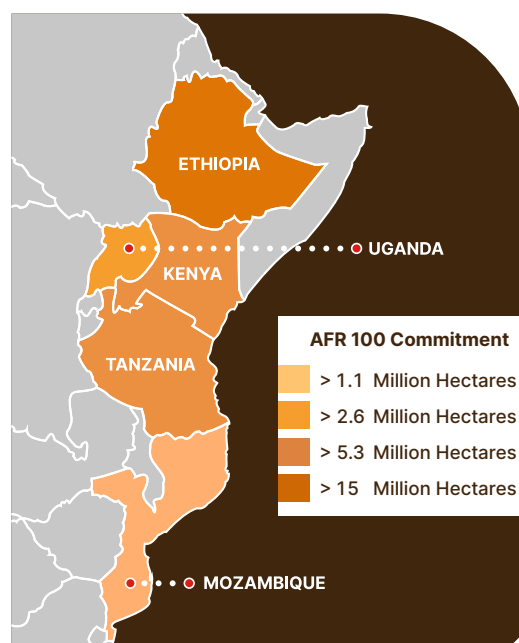 ETHIOPIA
UGANDA
KENYA
AFR 100 Commitment
TANZANIA
> 1.1 Million Hectares
> 2.6 Million Hectares
> 5.3 Million Hectares
> 15 Million Hectares
MOZAMBIQUE